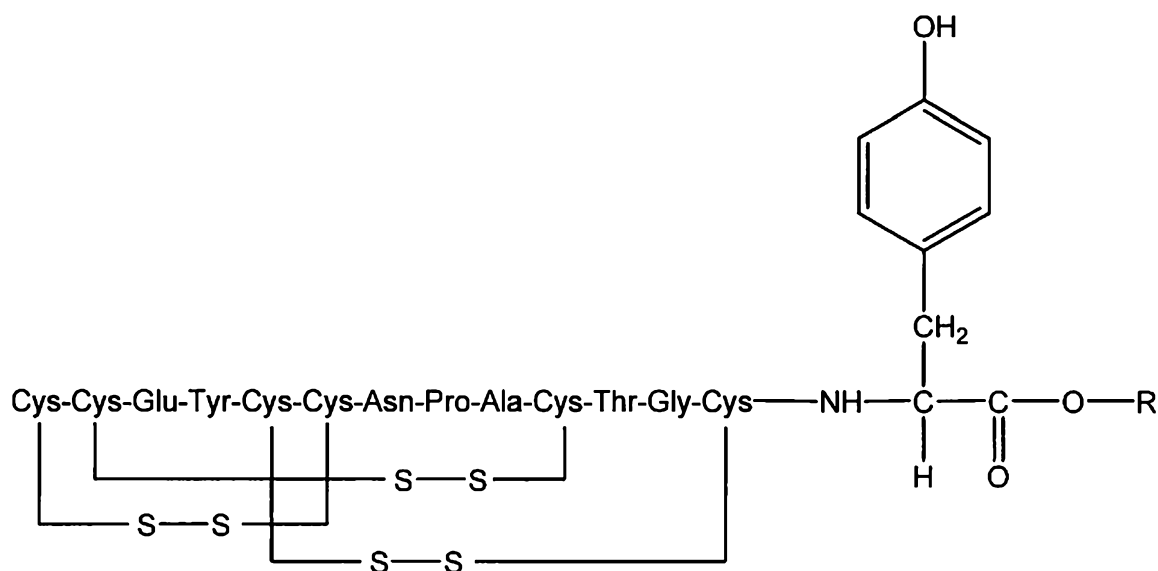 OH
CH2
Cys-Cys-Glu-Tyr-Cys-Cys-Asn-Pro-Ala-Cys-Thr-Gly-Cys NH C C O R
S S H O
S S
S S